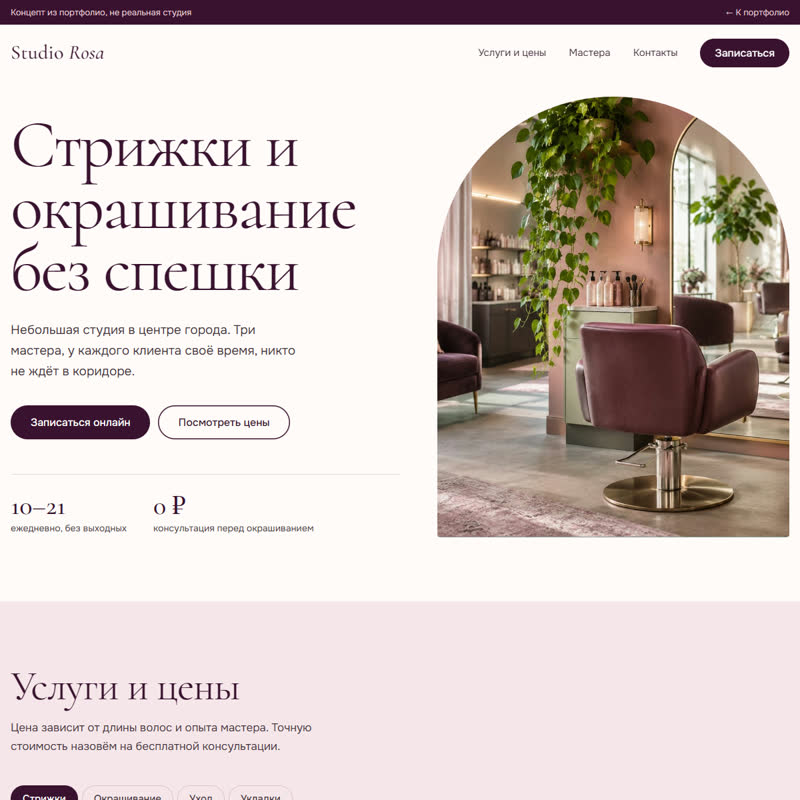 Концепт из портфолио, не реальная студия
← К портфолио
Studio Rosa
Услуги и цены
Мастера
Контакты
Записаться
Стрижки и
окрашивание
без спешки
Небольшая студия в центре города. Три
мастера, у каждого клиента своё время, никто
не ждёт в коридоре.
Записаться онлайн
Посмотреть цены
10–21
ежедневно, без выходных
0 ₽
консультация перед окрашиванием
Услуги и цены
Цена зависит от длины волос и опыта мастера. Точную
стоимость назовём на бесплатной консультации.
Стрижки
Окрашивание
Уход
Укладки